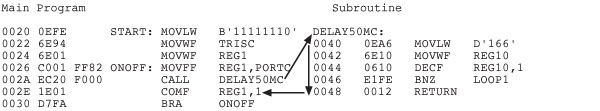 Main Program Subroutine
0020 0EFE START: MOVLW B'11111110' DELAY50MC:
0022 6E94 MOVWF TRISC 0040 0EA6 MOVLW D'166'
0024 6E01 MOVWF REG1 0042 6E10 MOVWF REG10
0026 C001 FF82 ONOFF: MOVFF REG1,PORTC 0044 0610 DECF REG10,1
002A EC20 F000 CALL DELAY50MC 0046 E1FE BNZ LOOP1
002E 1E01 COMF REG1,1 0048 0012 RETURN
0030 D7FA BRA ONOFF